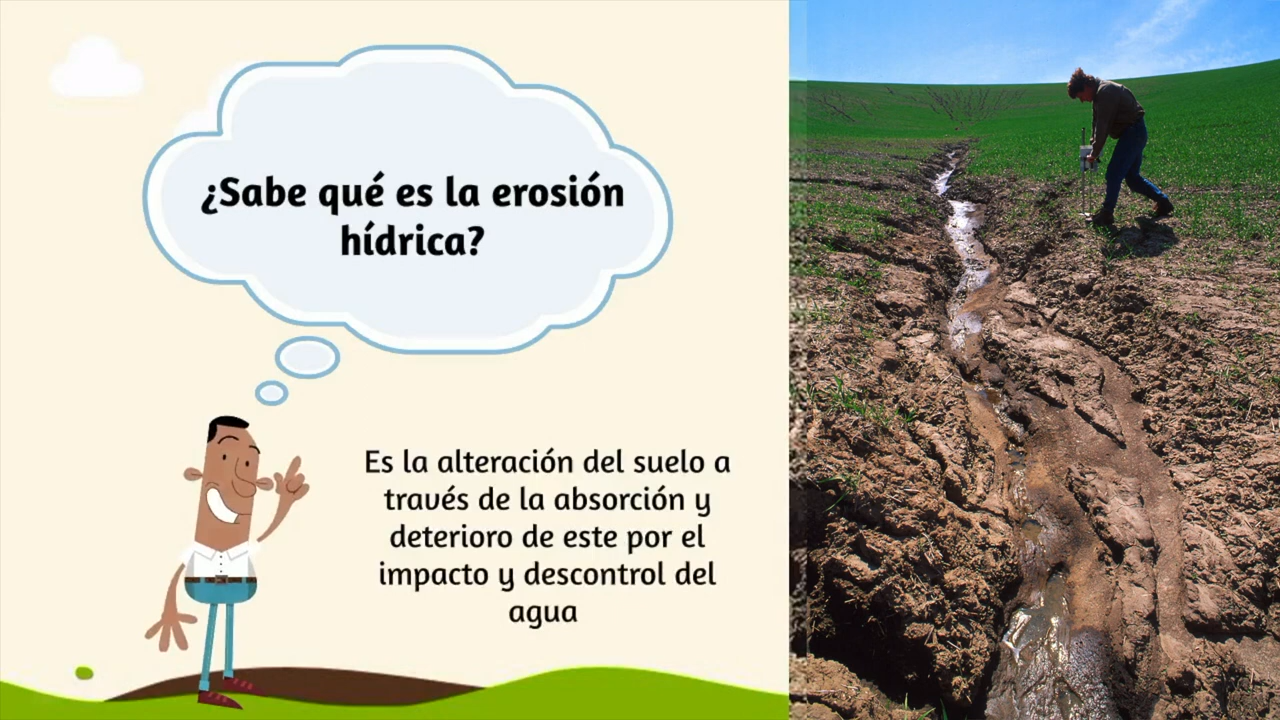 ¿Sabe qué es la erosión
hídrica?
Es la alteración del suelo a
través de la absorción y
deterioro de este por el
impacto y descontrol del
agua